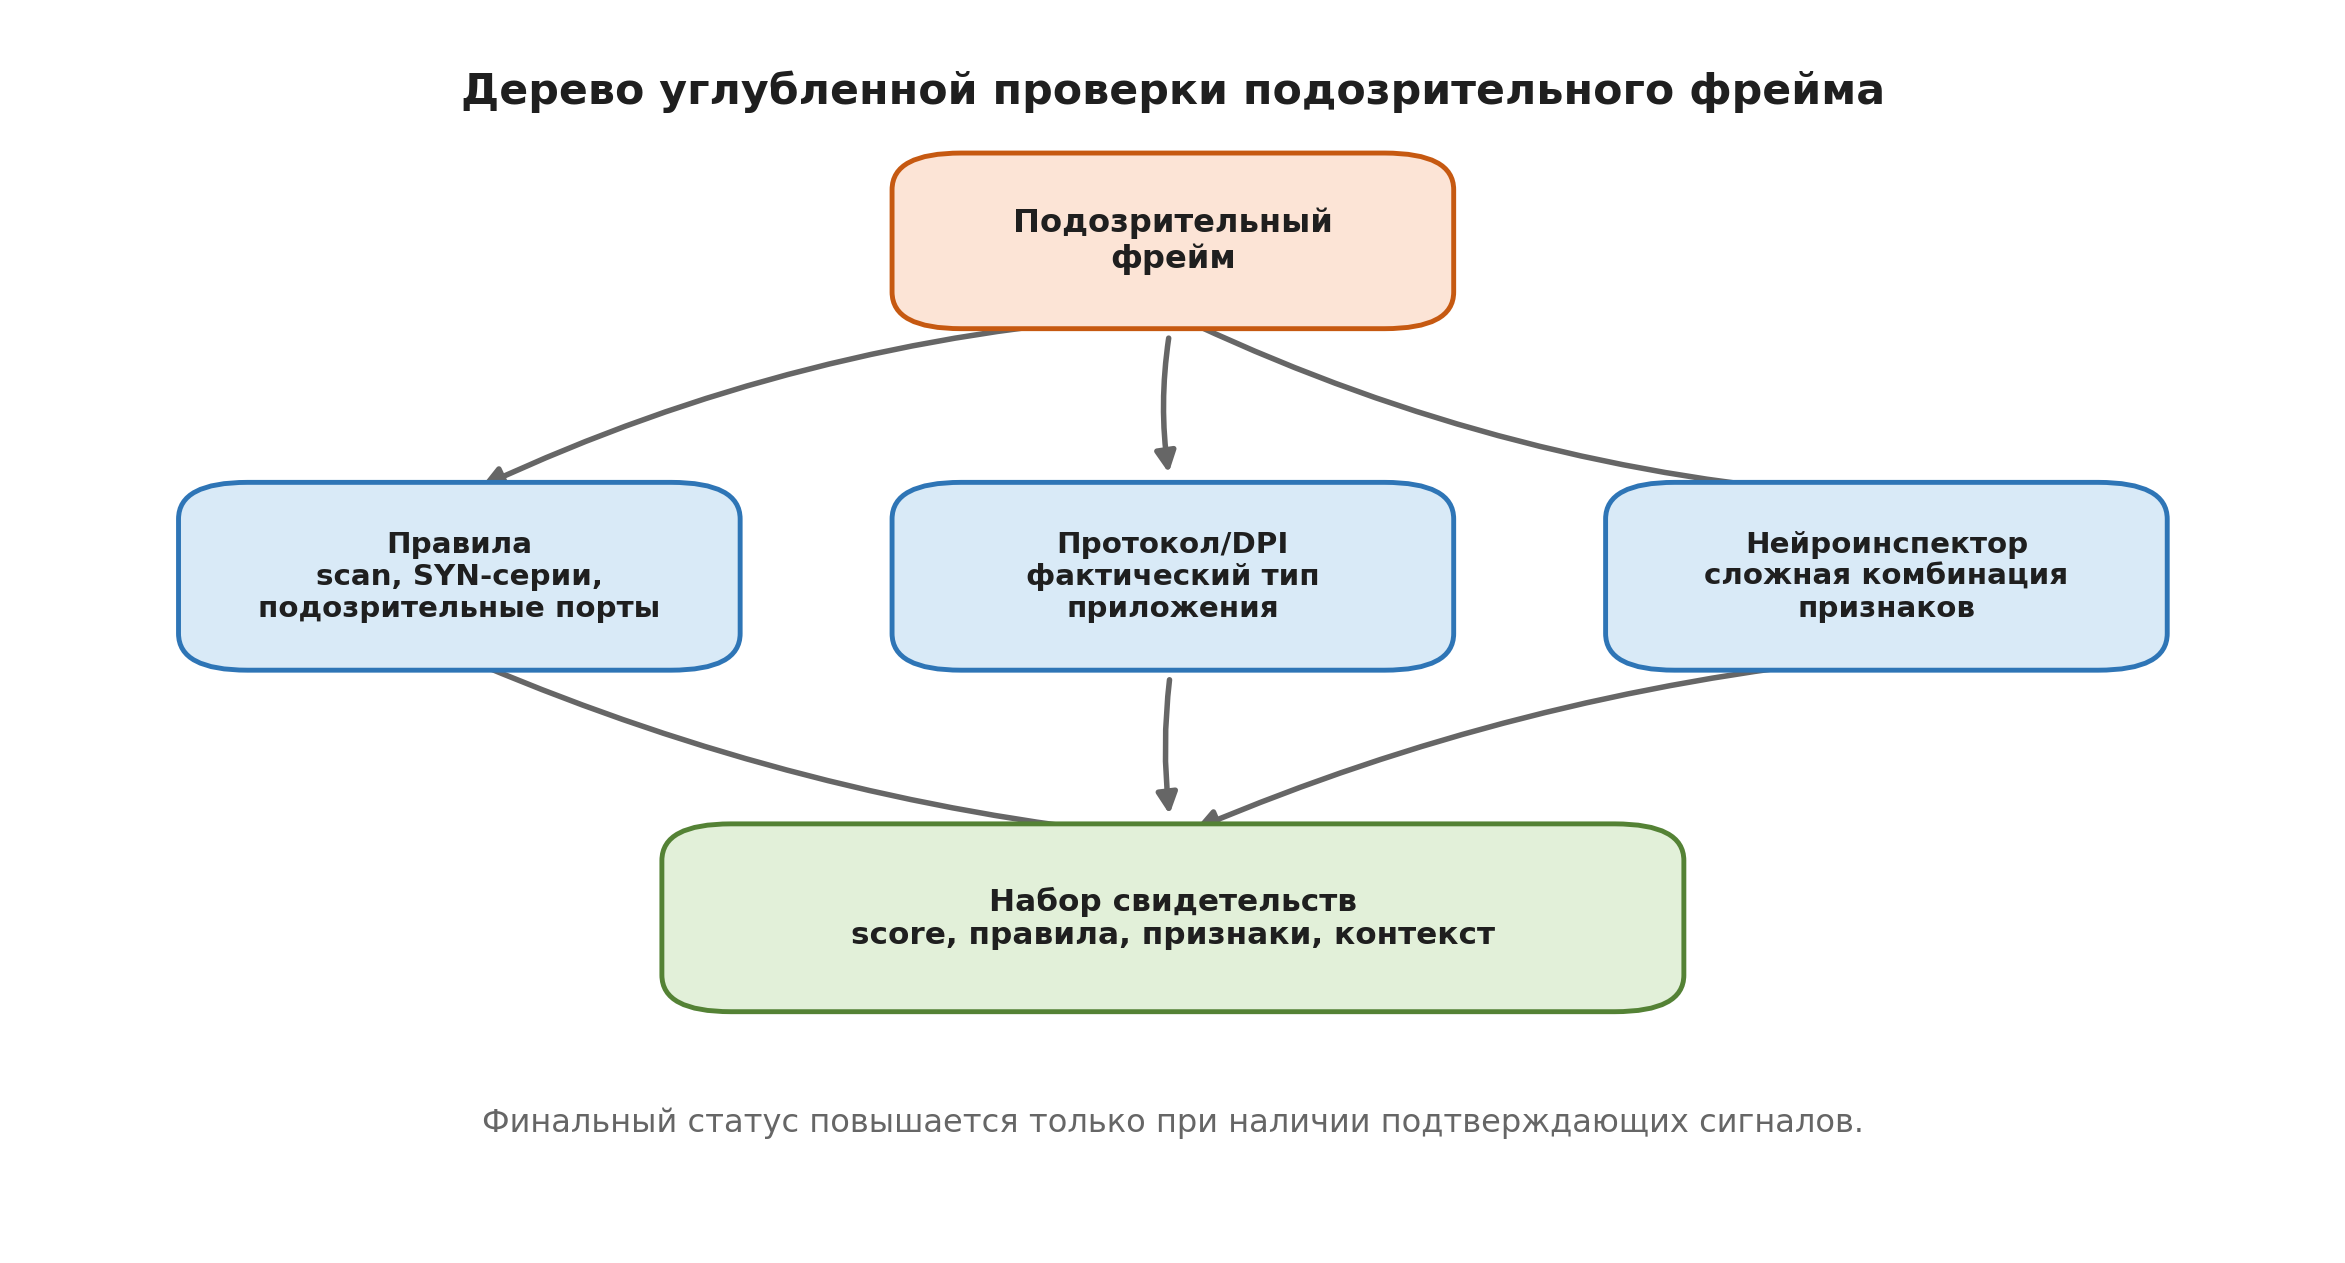 Дерево углубленной проверки подозрительного фрейма
Подозрительный
фрейм
Правила
scan, SYN-серии,
подозрительные порты
Протокол/DPI
фактический тип
приложения
Нейроинспектор
сложная комбинация
признаков
Набор свидетельств
score, правила, признаки, контекст
Финальный статус повышается только при наличии подтверждающих сигналов.